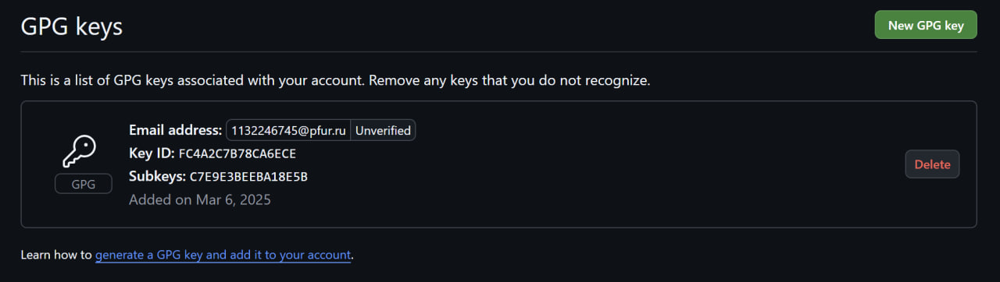 GPG keys
New GPG key
This is a list of GPG keys associated with your account. Remove any keys that you do not recognize.
Email address: 1132246745@pfur.ru Unverified
Key ID: FC4A2C7B78CA6ECE
Subkeys: C7E9E3BEEBA18E5B
Added on Mar 6, 2025
GPG
Delete
Learn how to generate a GPG key and add it to your account.